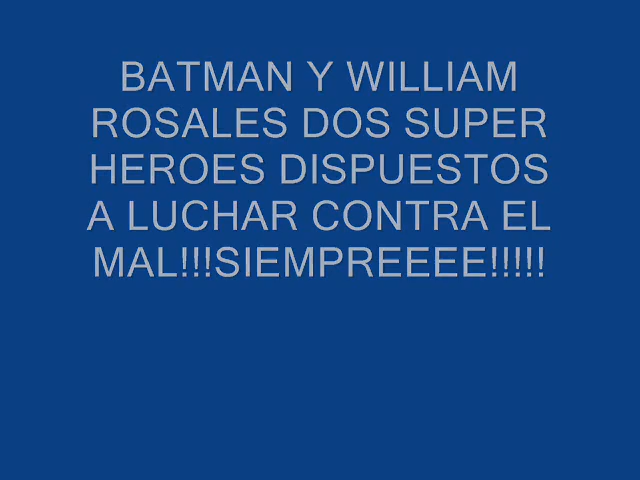 BATMAN Y WILLIAM
ROSALES DOS SUPER
HEROES DISPUESTOS
A LUCHAR CONTRA EL
MAL!!!SIEMPREEEE!!!!!